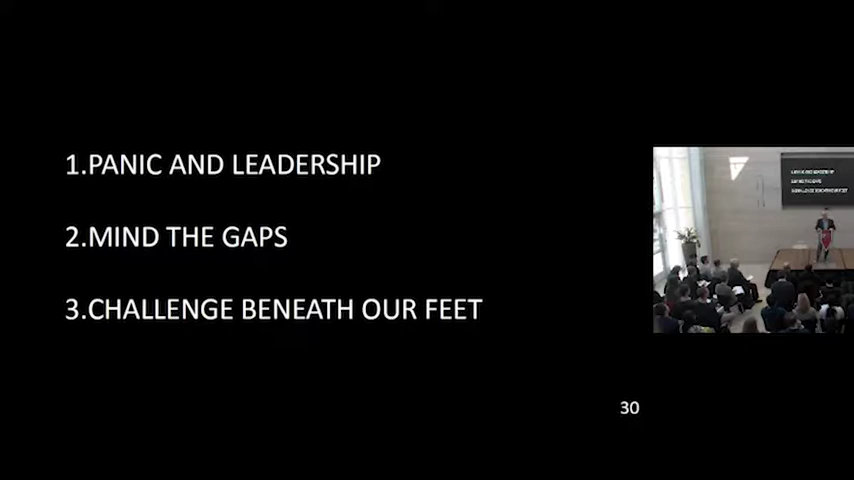 1.PANIC AND LEADERSHIP
2.MIND THE GAPS
3.CHALLENGE BENEATH OUR FEET
30